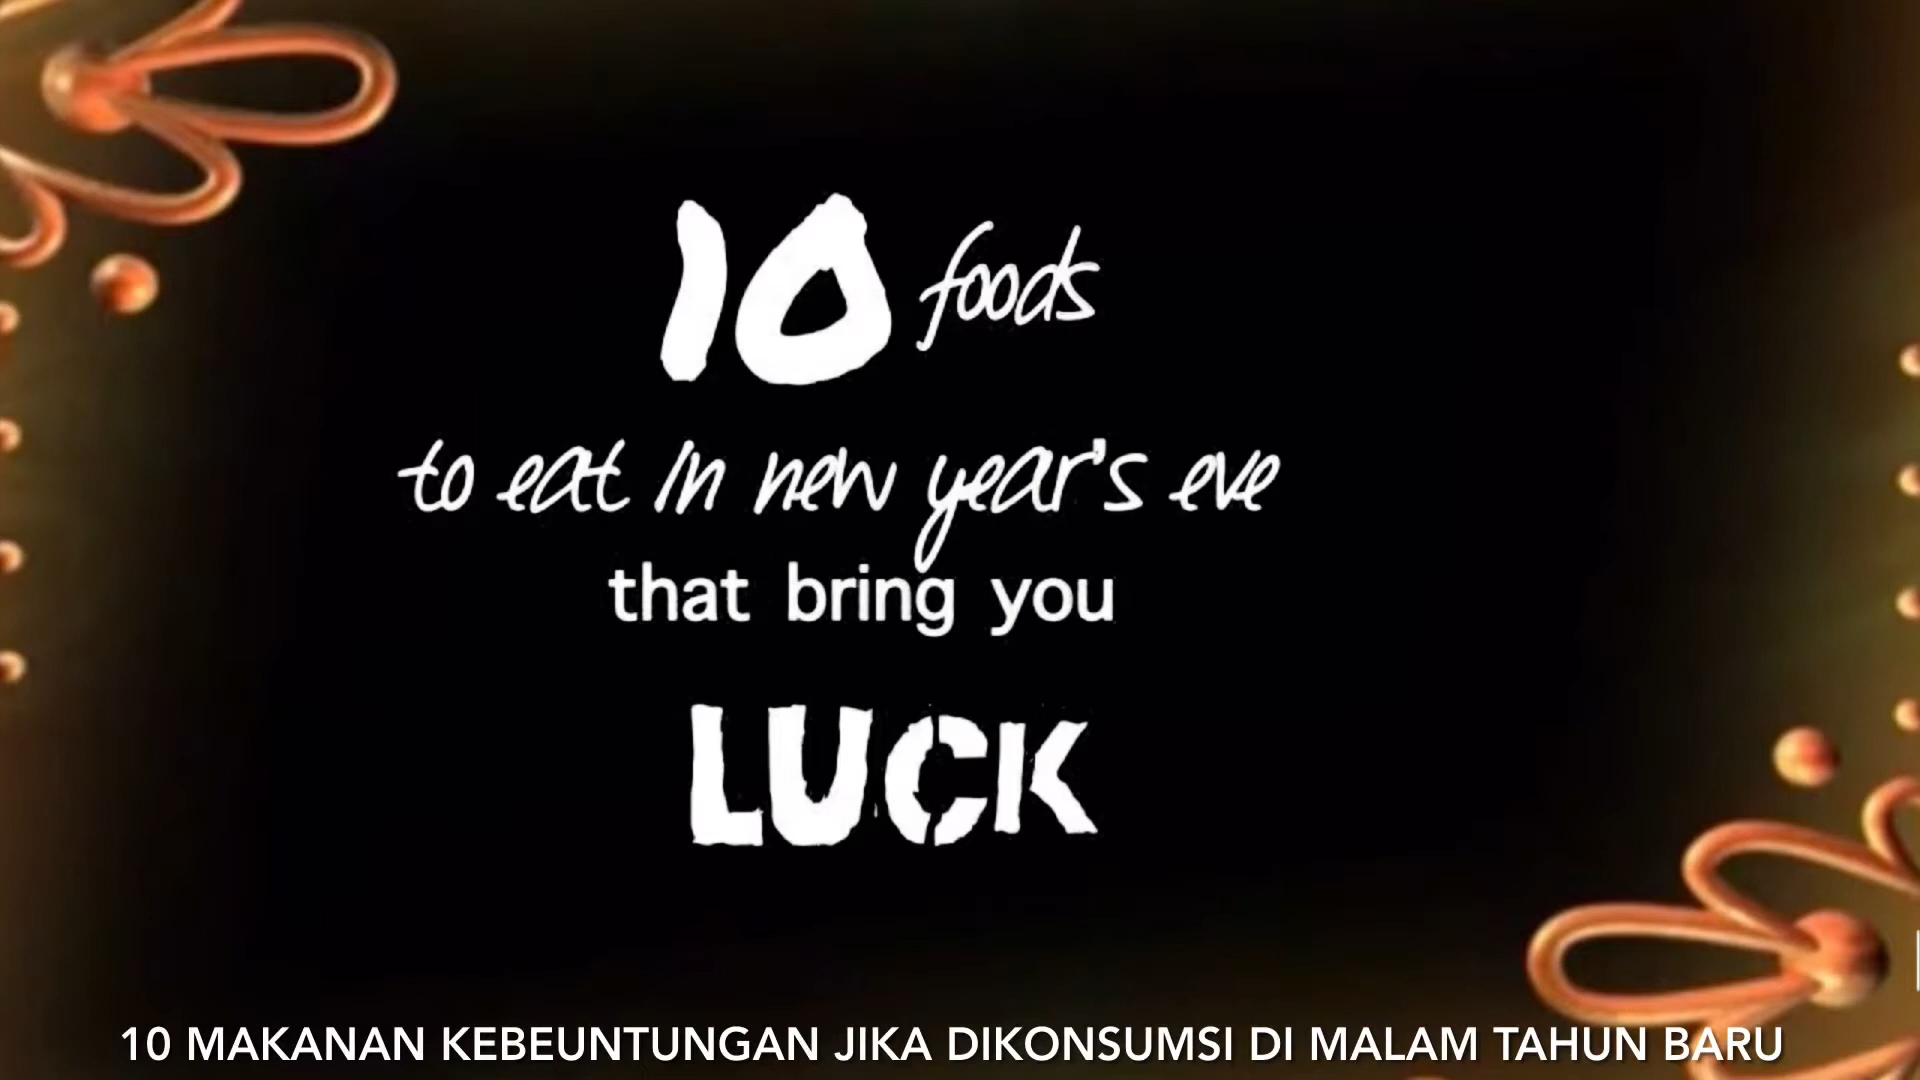 10 foods
to eat in new year's eve
that bring you
LUCK
10 MAKANAN KEBEUNTUNGAN JIKA DIKONSUMSI DI MALAM TAHUN BARU